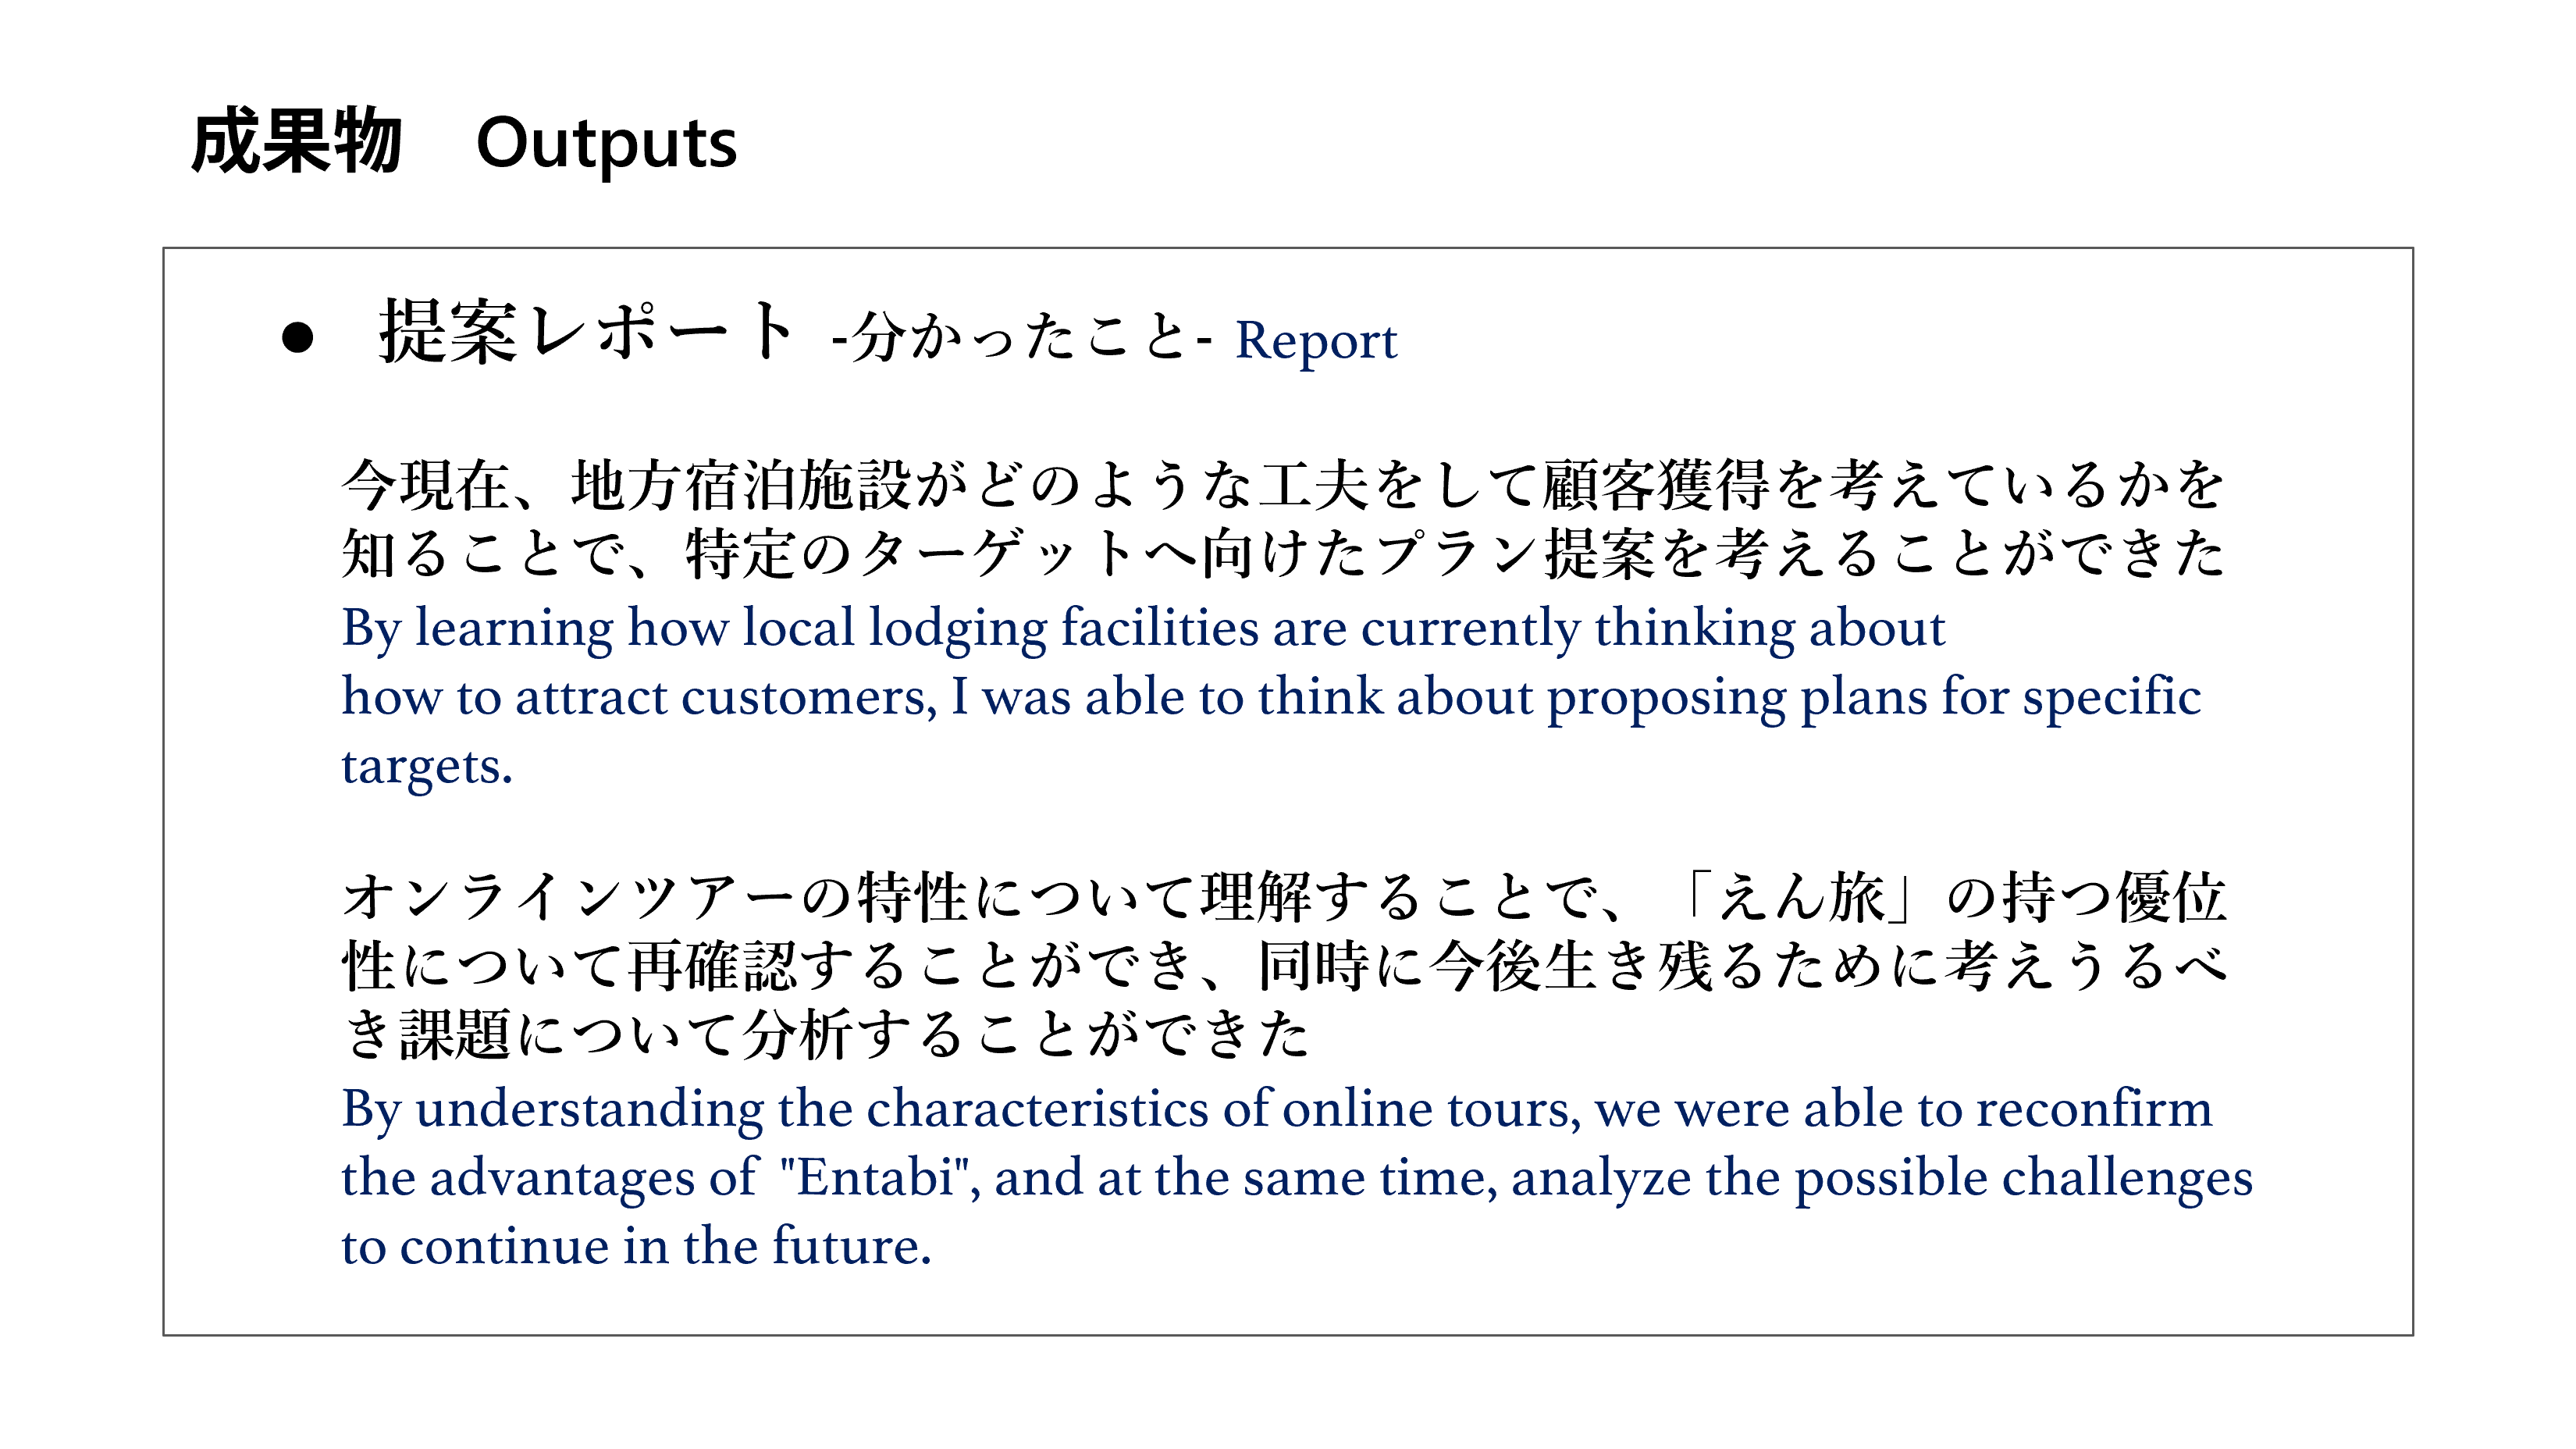 成果物　Outputs
● 提案レポート -分かったこと- Report
今現在、地方宿泊施設がどのような工夫をして顧客獲得を考えているかを
知ることで、特定のターゲットへ向けたプラン提案を考えることができた
By learning how local lodging facilities are currently thinking about
how to attract customers, I was able to think about proposing plans for specific
targets.
オンラインツアーの特性について理解することで、「えん旅」の持つ優位
性について再確認することができ、同時に今後生き残るために考えうるべ
き課題について分析することができた
By understanding the characteristics of online tours, we were able to reconfirm
the advantages of "Entabi", and at the same time, analyze the possible challenges
to continue in the future.